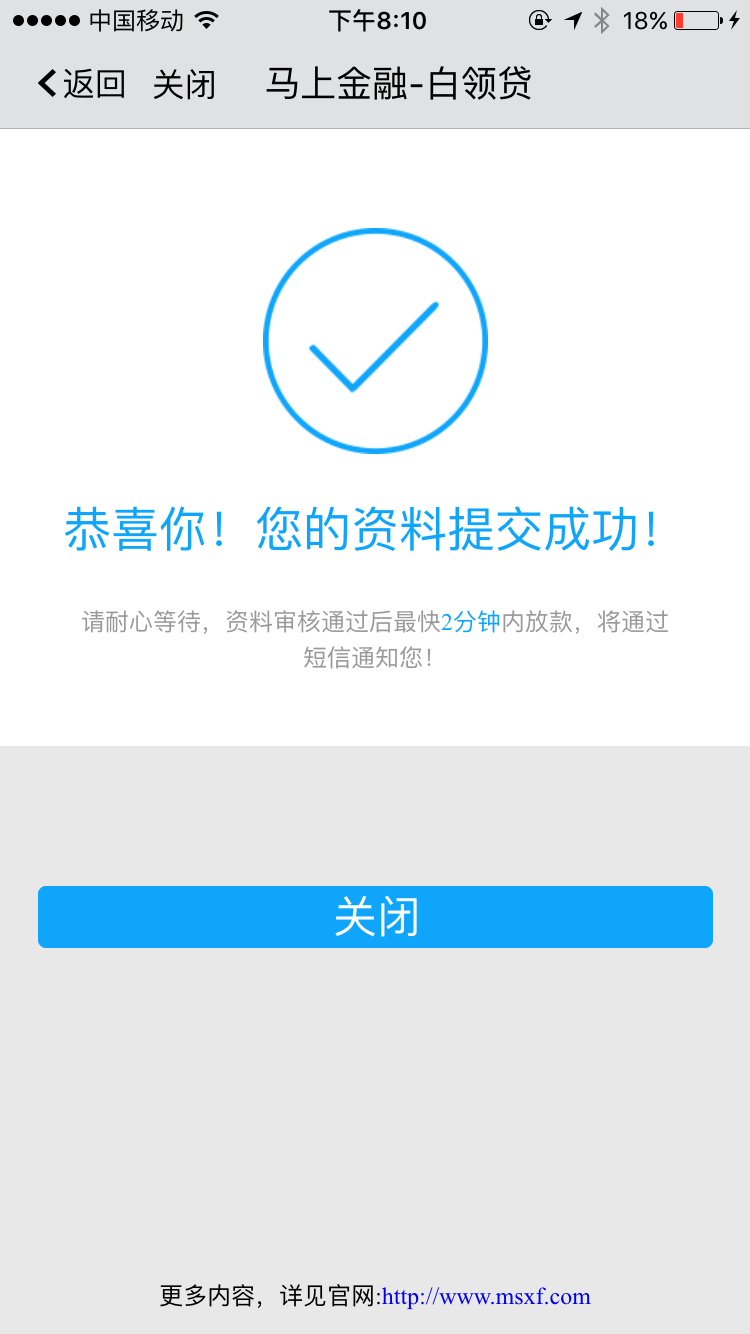 中国移动 下午8:10 18%
返回 关闭 马上金融-白领贷
恭喜你！您的资料提交成功！
请耐心等待，资料审核通过后最快2分钟内放款，将通过
短信通知您！
关闭
更多内容，详见官网:http://www.msxf.com